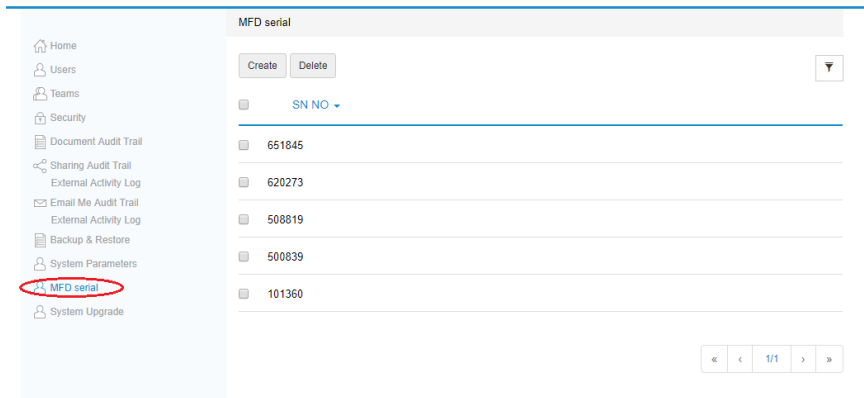 MFD serial
Home
Users
Teams
Security
Document Audit Trail
Sharing Audit Trail
External Activity Log
Email Me Audit Trail
External Activity Log
Backup & Restore
System Parameters
MFD serial
System Upgrade
Create Delete
SN NO
651845
620273
508819
500839
101360
« ‹ 1/1 › »